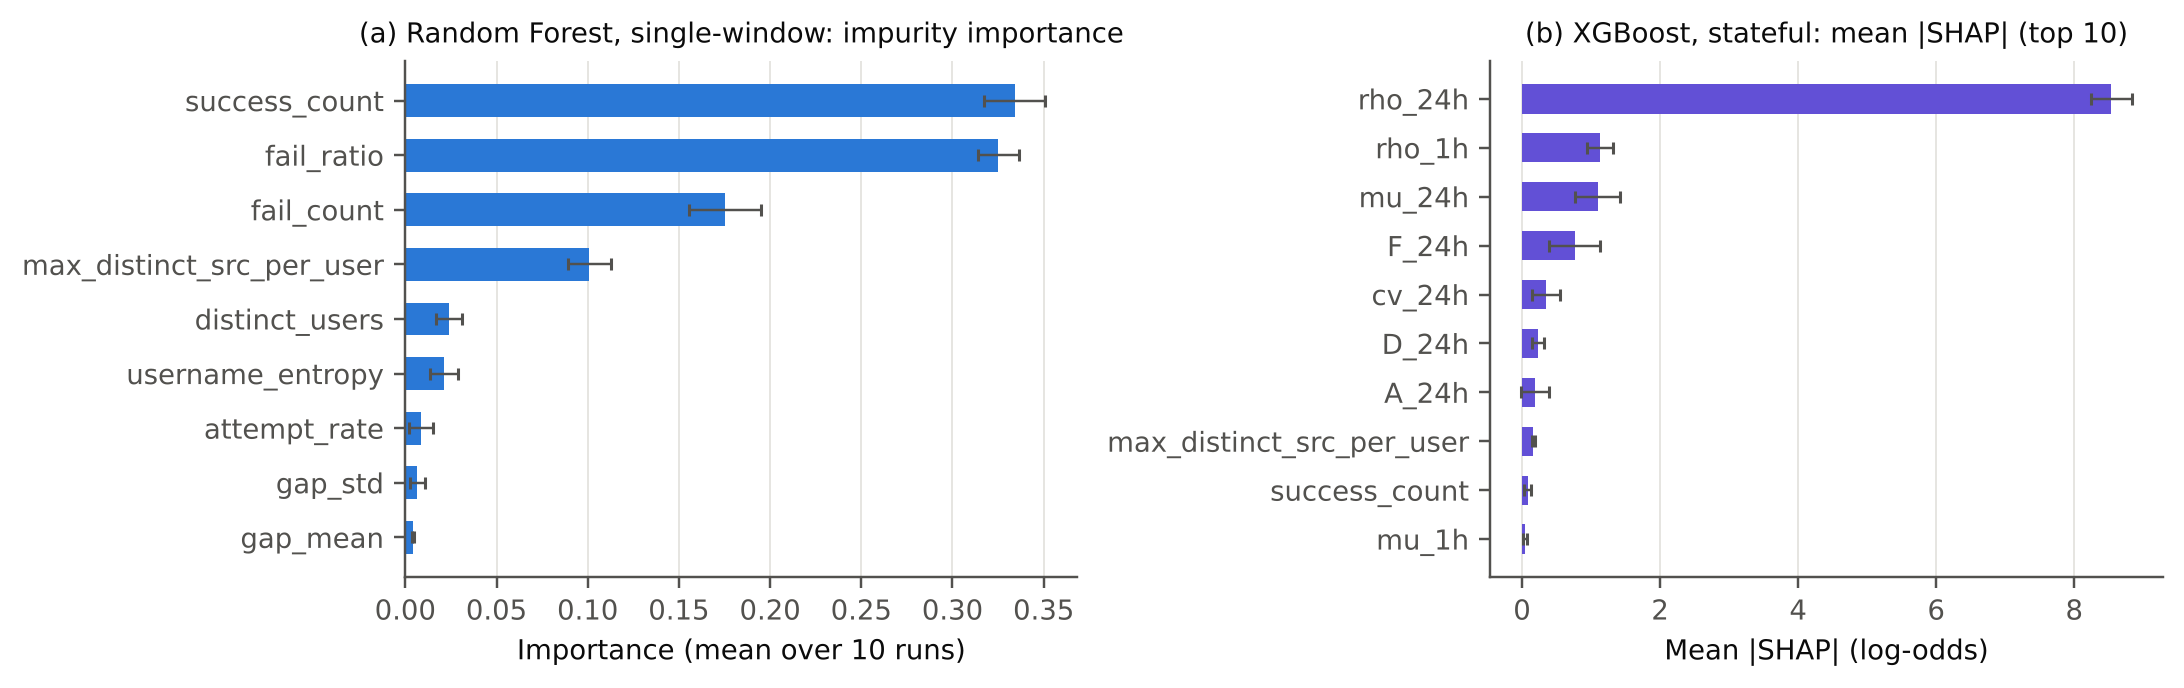 (a) Random Forest, single-window: impurity importance
success_count
fail_ratio
fail_count
max_distinct_src_per_user
distinct_users
username_entropy
attempt_rate
gap_std
gap_mean
0.00 0.05 0.10 0.15 0.20 0.25 0.30 0.35
Importance (mean over 10 runs)
(b) XGBoost, stateful: mean |SHAP| (top 10)
rho_24h
rho_1h
mu_24h
F_24h
cv_24h
D_24h
A_24h
max_distinct_src_per_user
success_count
mu_1h
0 2 4 6 8
Mean |SHAP| (log-odds)